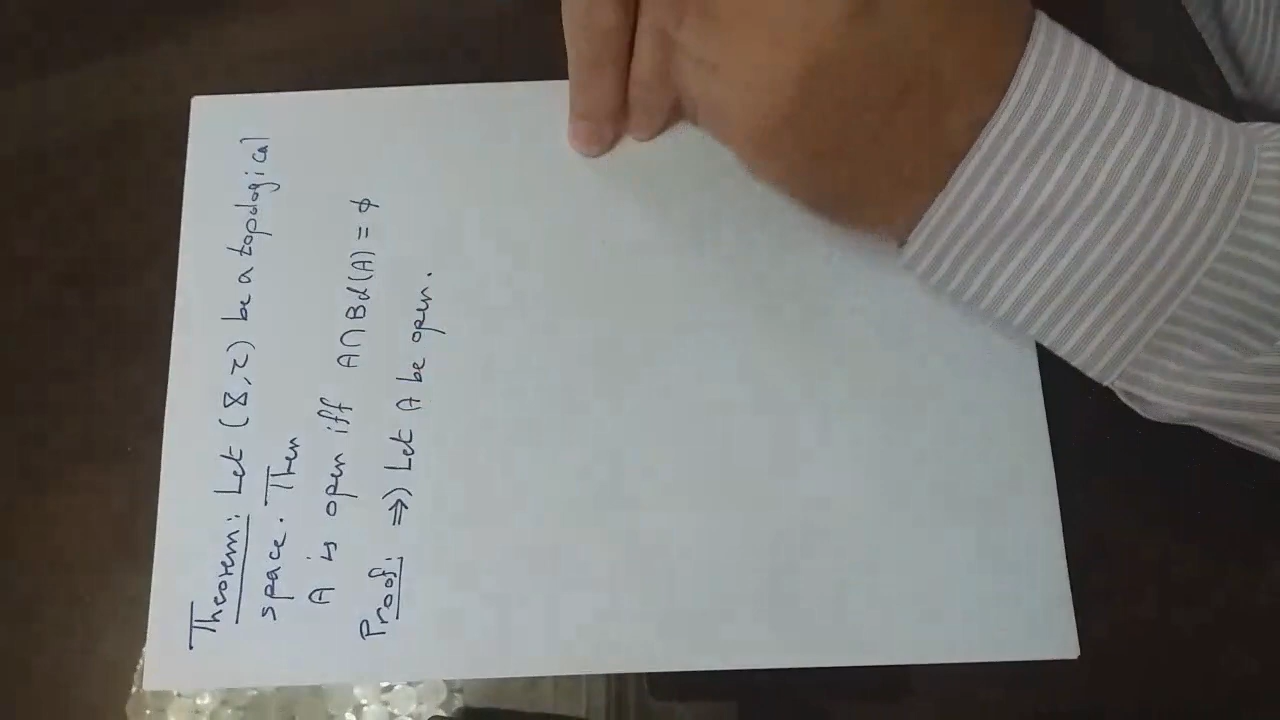 Theorem: Let (X,τ) be a topological
space. Then
A is open iff A∩Bd(A) = ϕ
Proof: ⇒) Let A be open.